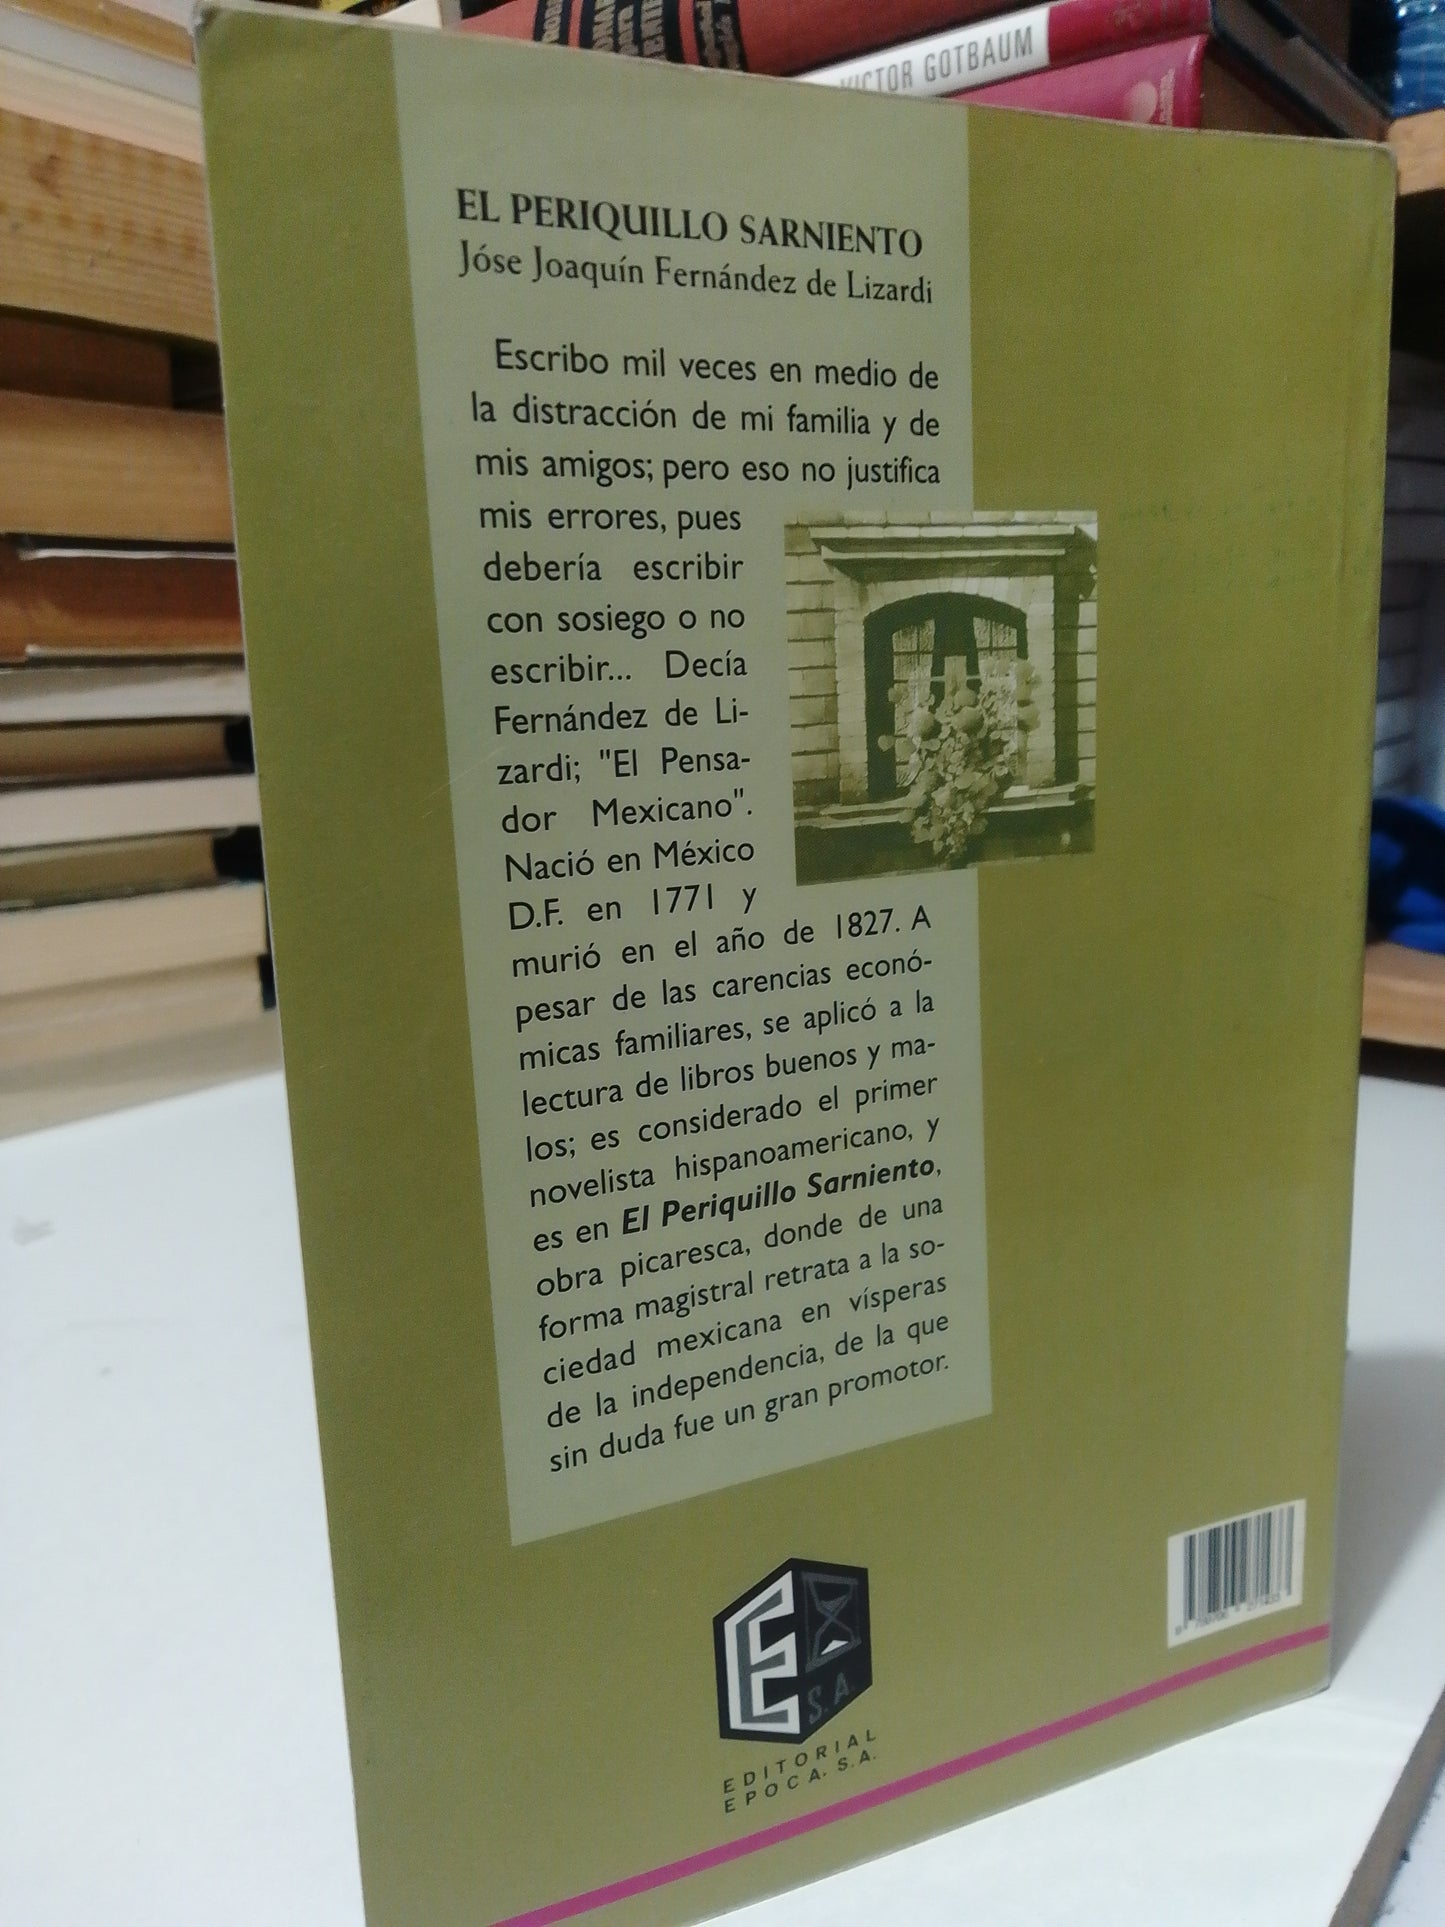 VICTOR GOTBAUM
EL PERIQUILLO SARNIENTO
Jóse Joaquín Fernández de Lizardi
Escribo mil veces en medio de
la distracción de mi familia y de
mis amigos; pero eso no justifica
mis errores, pues
debería escribir
con sosiego o no
escribir... Decía
Fernández de Li-
zardi; "El Pensa-
dor Mexicano".
Nació en México
D.F. en 1771 y
murió en el año de 1827. A
pesar de las carencias econó-
micas familiares, se aplicó a la
lectura de libros buenos y ma-
los; es considerado el primer
novelista hispanoamericano, y
es en El Periquillo Sarniento,
obra picaresca, donde de una
forma magistral retrata a la so-
ciedad mexicana en vísperas
de la independencia, de la que
sin duda fue un gran promotor.
E
S.A.
EDITORIAL
EPOCA. S.A.